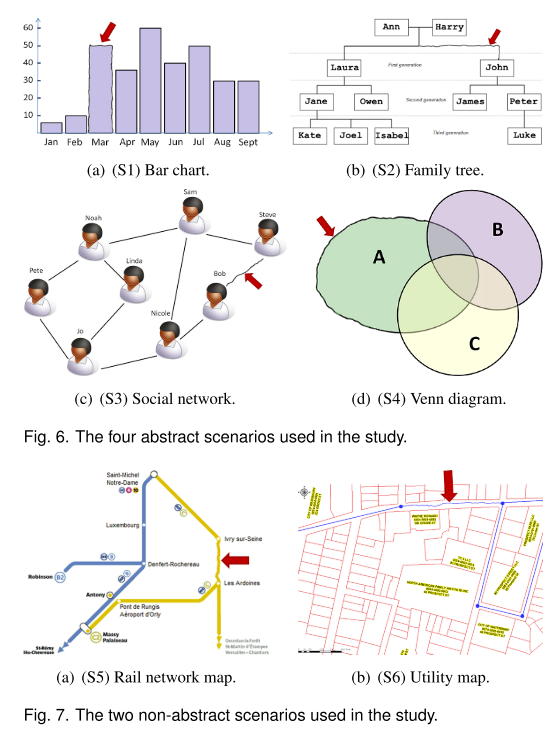 60
50
40
30
20
10
Jan Feb Mar Apr May Jun Jul Aug Sept
(a) (S1) Bar chart.
Ann Harry
First generation
Laura John
Second generation
Jane Owen James Peter
Third generation
Kate Joel Isabel Luke
(b) (S2) Family tree.
Sam
Noah
Steve
Linda
Pete
Bob
Nicole
Jo
(c) (S3) Social network.
A
B
C
(d) (S4) Venn diagram.
Fig. 6. The four abstract scenarios used in the study.
Saint-Michel
Notre-Dame
10
Luxembourg
Ivry sur-Seine
Robinson B2
Denfert-Rochereau
Les Ardoines
Antony
Pont de Rungis
Aéroport d'Orly
C2 Massy
Palaiseau
St-Rémy
Versailles – Chantiers
(a) (S5) Rail network map.
(b) (S6) Utility map.
Fig. 7. The two non-abstract scenarios used in the study.